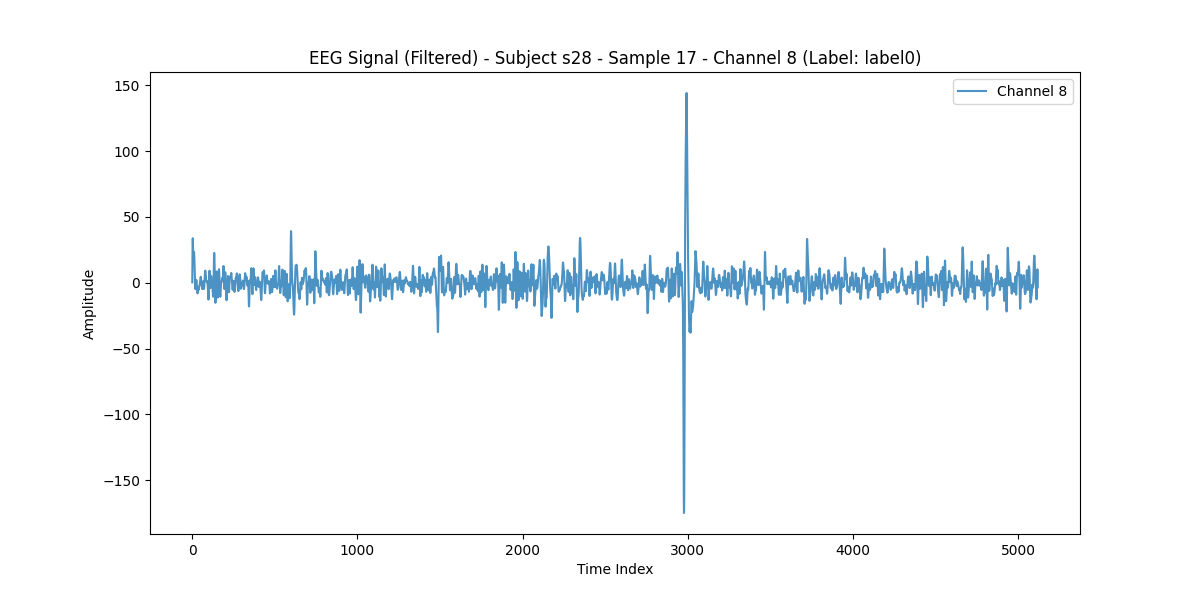 EEG Signal (Filtered) - Subject s28 - Sample 17 - Channel 8 (Label: label0)
Channel 8
150
100
50
0
−50
−100
−150
Amplitude
0 1000 2000 3000 4000 5000
Time Index